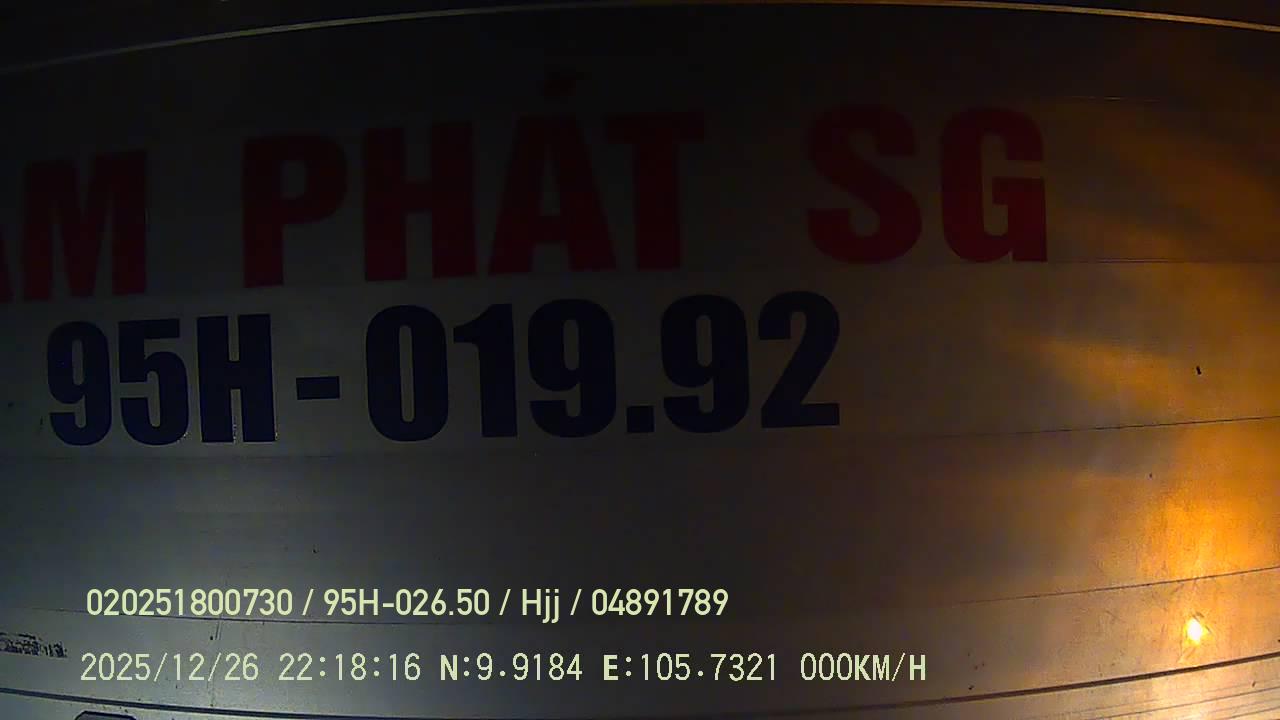 PHÁT SG
95H-019.92
020251800730 / 95H-026.50 / Hjj / 04891789
2025/12/26 22:18:16 N:9.9184 E:105.7321 000KM/H